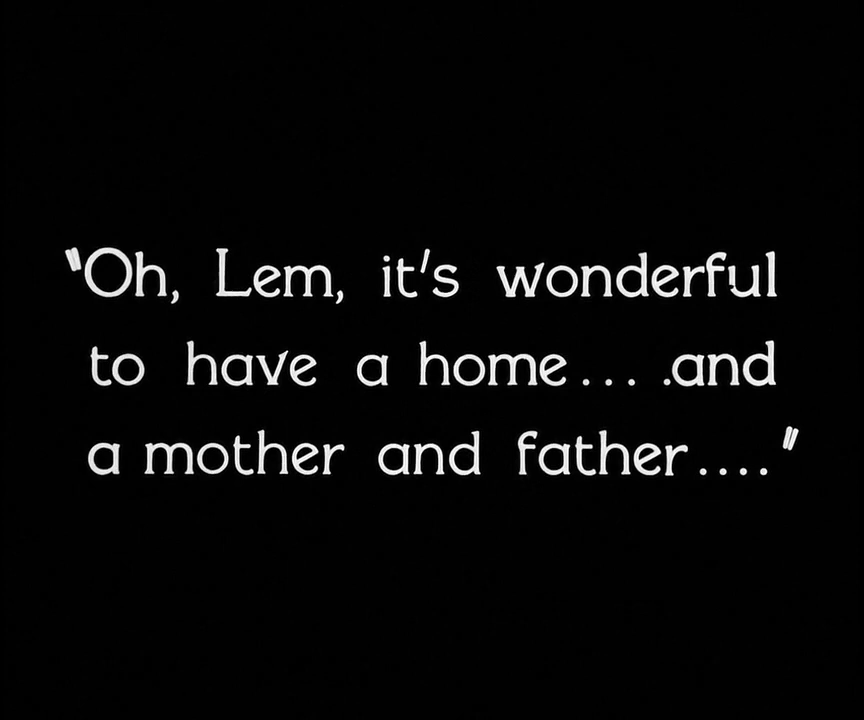 "Oh, Lem, it's wonderful
to have a home... .and
a mother and father...."